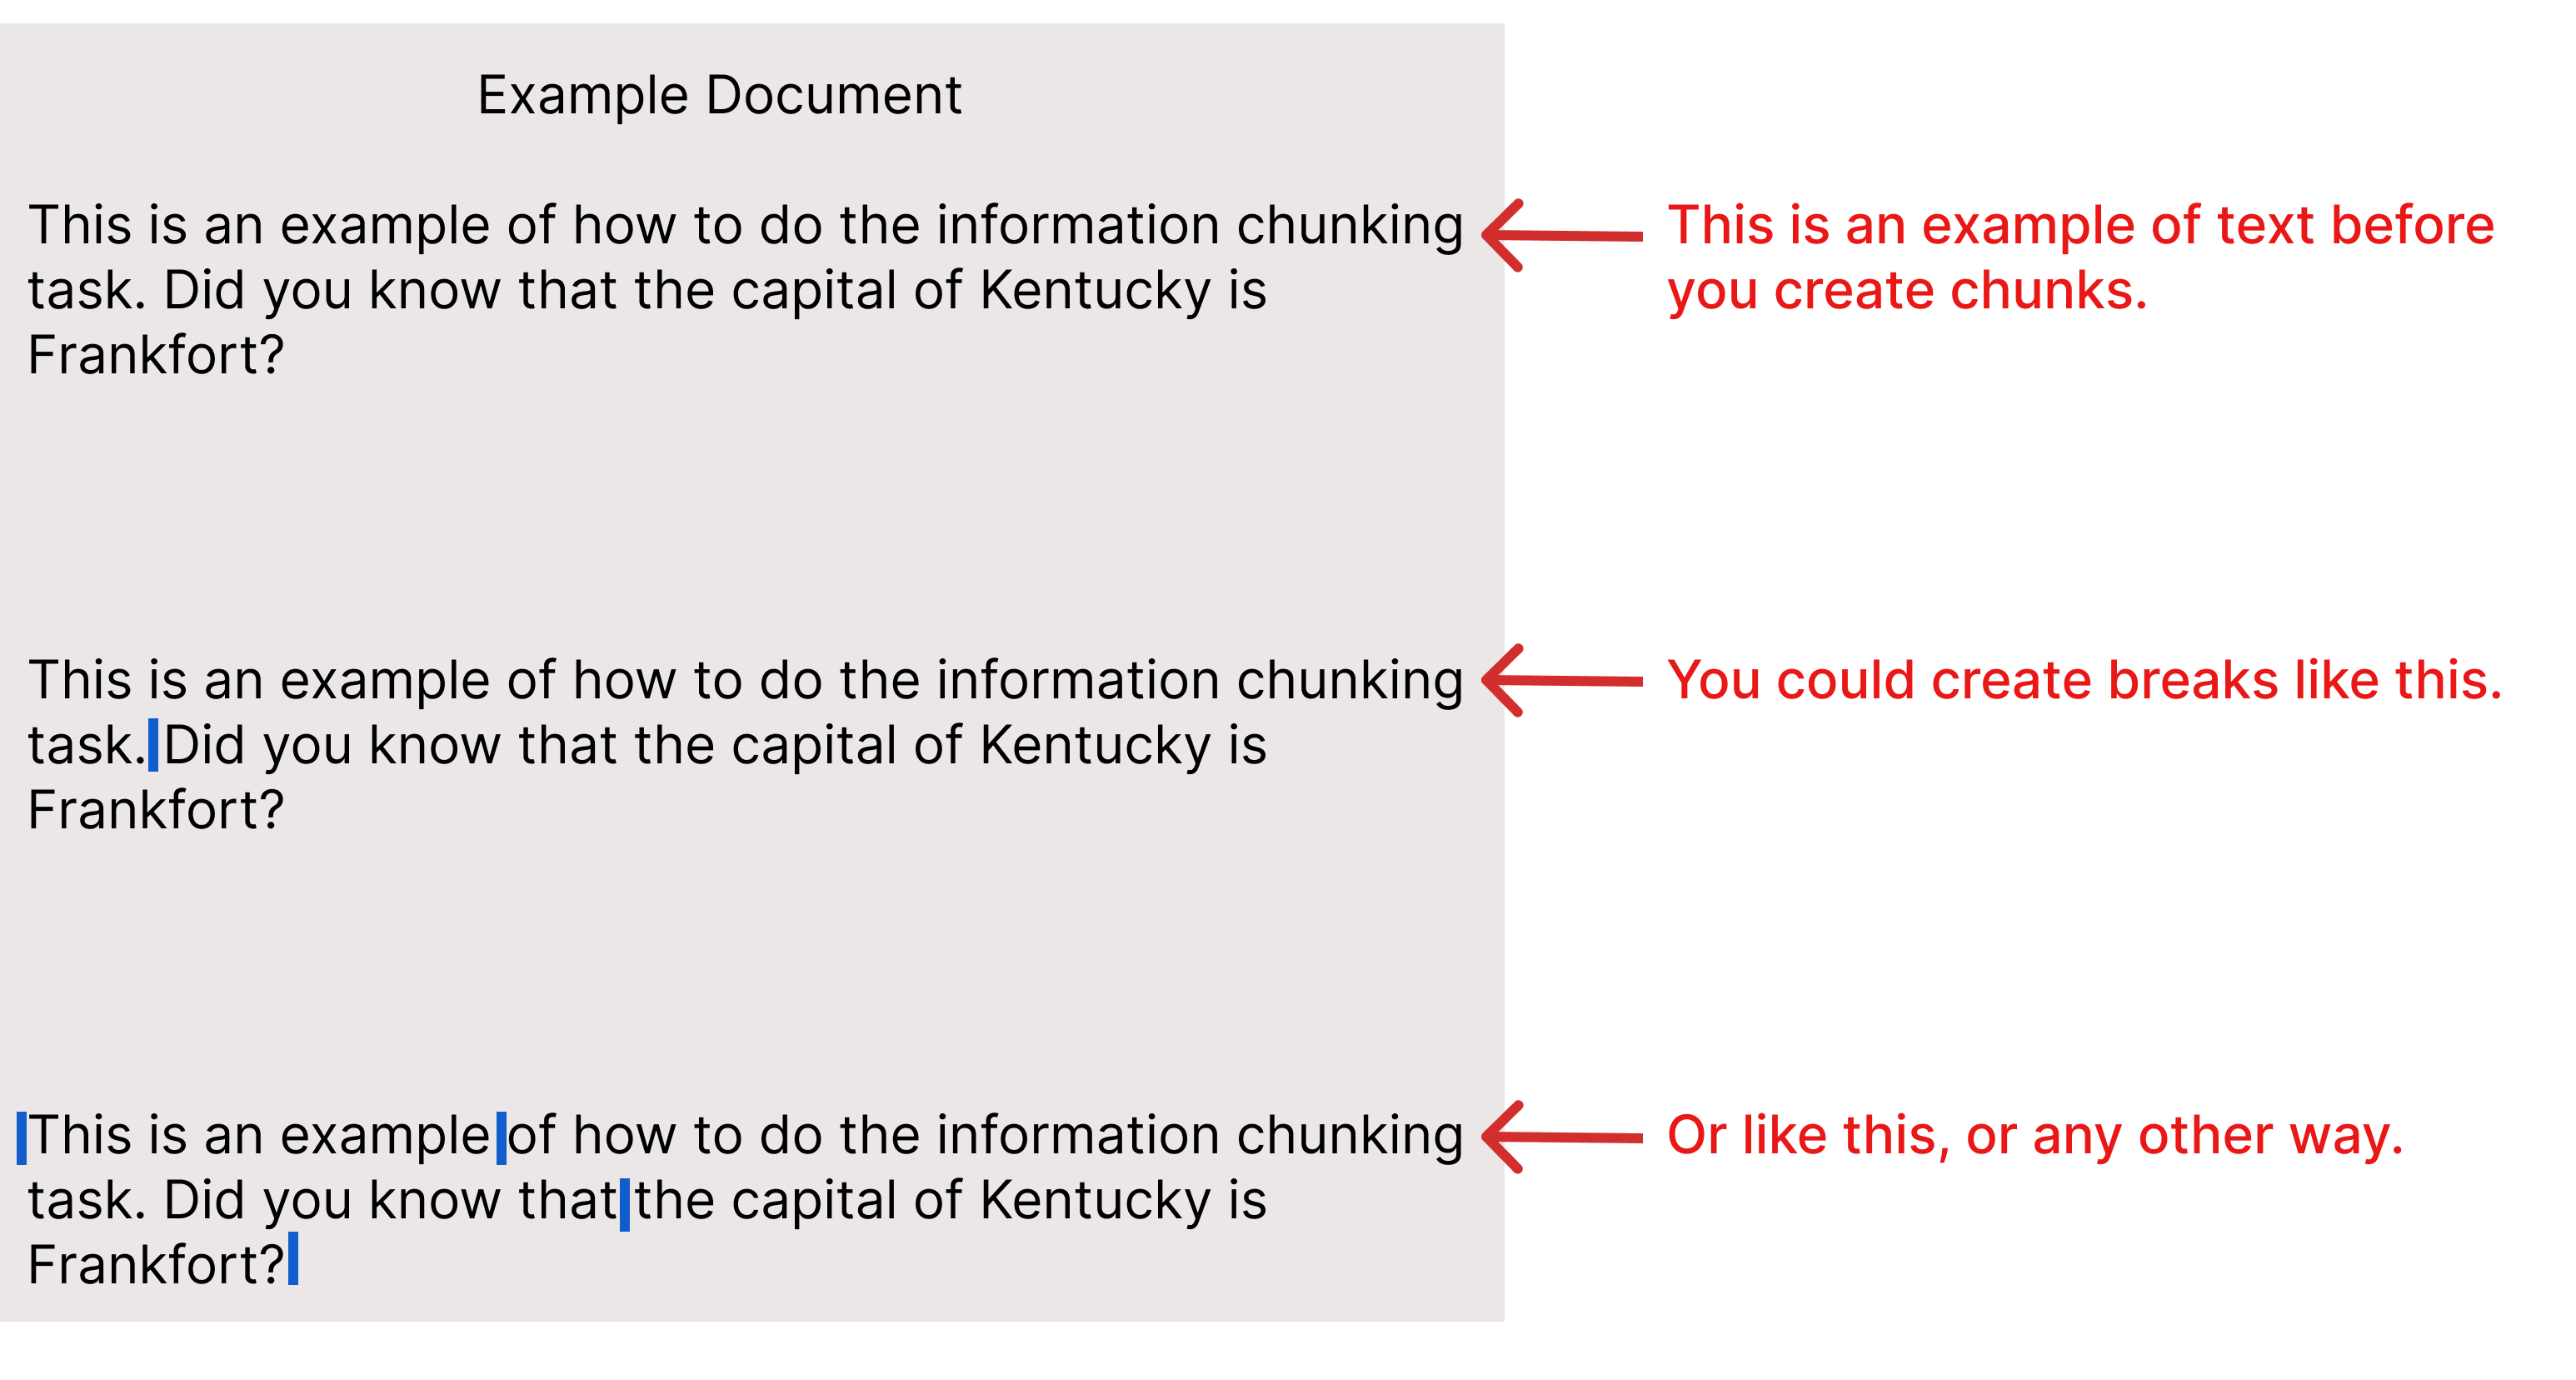 Example Document
This is an example of how to do the information chunking
task. Did you know that the capital of Kentucky is
Frankfort?
This is an example of text before
you create chunks.
This is an example of how to do the information chunking
task. Did you know that the capital of Kentucky is
Frankfort?
You could create breaks like this.
This is an example of how to do the information chunking
task. Did you know that the capital of Kentucky is
Frankfort?
Or like this, or any other way.